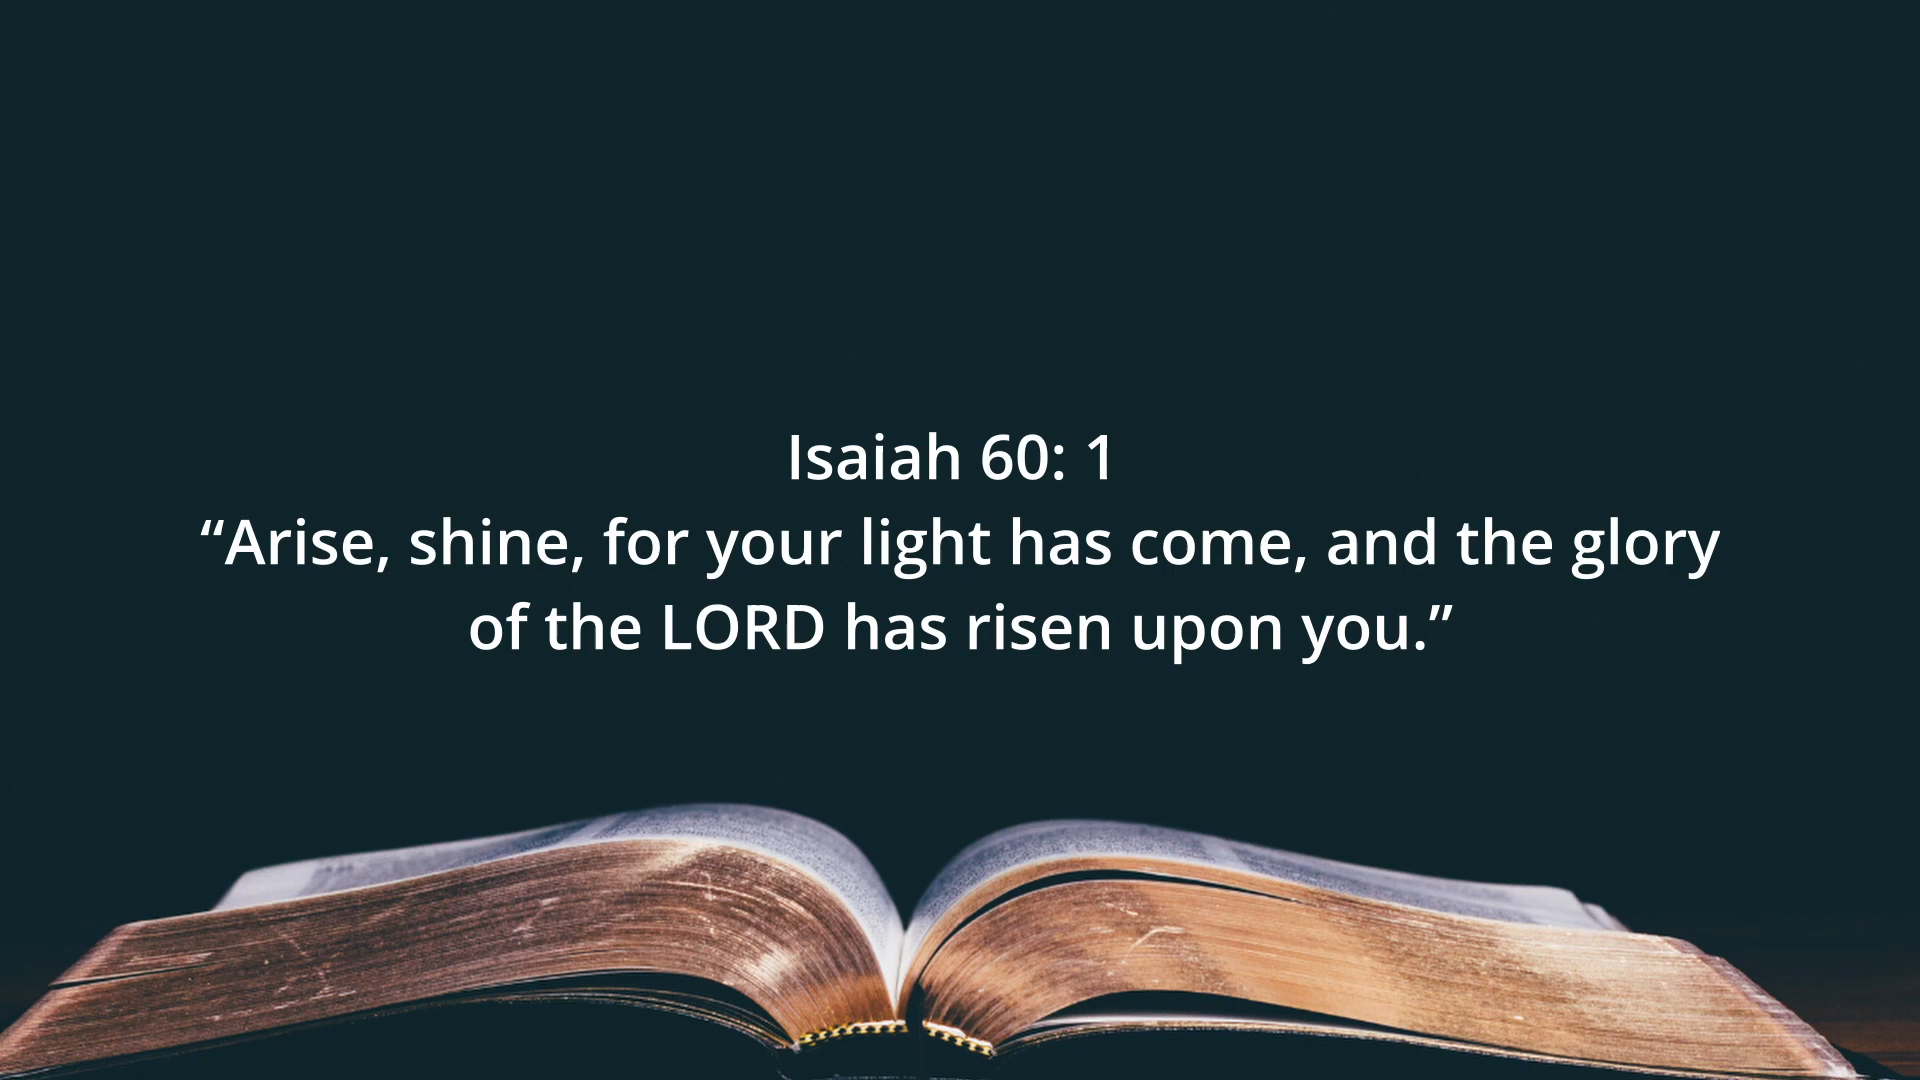 Isaiah 60: 1
“Arise, shine, for your light has come, and the glory
of the LORD has risen upon you.”